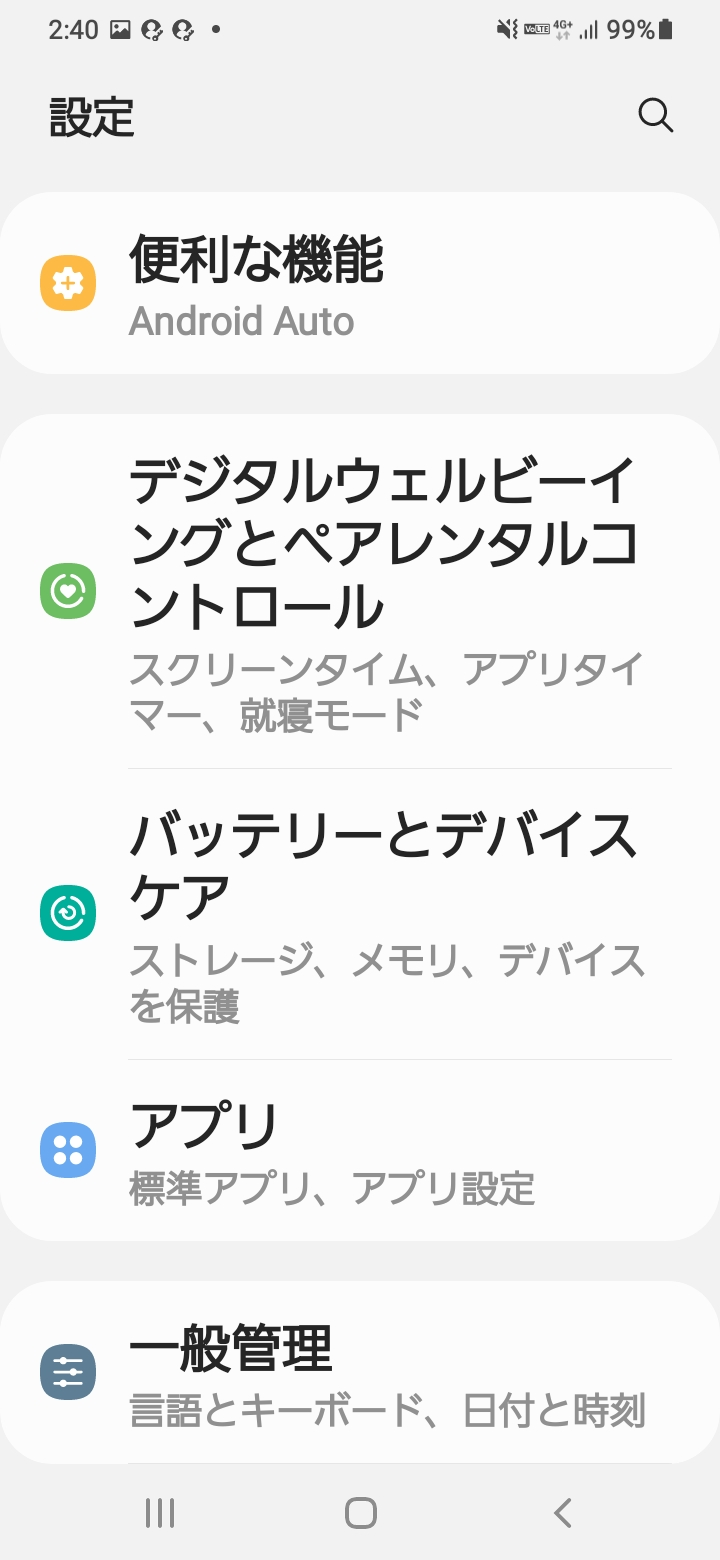 2:40
VoLTE 4G+ 99%
設定
便利な機能
Android Auto
デジタルウェルビーイ
ングとペアレンタルコ
ントロール
スクリーンタイム、アプリタイ
マー、就寝モード
バッテリーとデバイス
ケア
ストレージ、メモリ、デバイス
を保護
アプリ
標準アプリ、アプリ設定
一般管理
言語とキーボード、日付と時刻